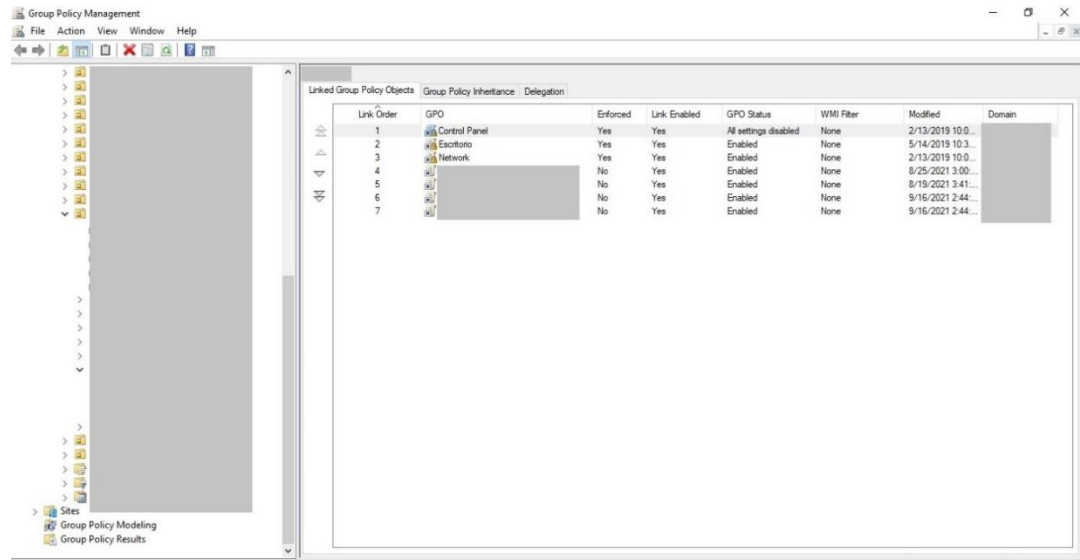 Group Policy Management
File Action View Window Help
Linked Group Policy Objects Group Policy Inheritance Delegation
Link Order GPO Enforced Link Enabled GPO Status WMI Filter Modified Domain
1 Control Panel Yes Yes All settings disabled None 2/13/2019 10:0...
2 Escritorio Yes Yes Enabled None 5/14/2019 10:3...
3 Network Yes Yes Enabled None 2/13/2019 10:0...
4 No Yes Enabled None 8/25/2021 3:00:...
5 No Yes Enabled None 8/19/2021 3:41:...
6 No Yes Enabled None 9/16/2021 2:44:...
7 No Yes Enabled None 9/16/2021 2:44:...
Sites
Group Policy Modeling
Group Policy Results